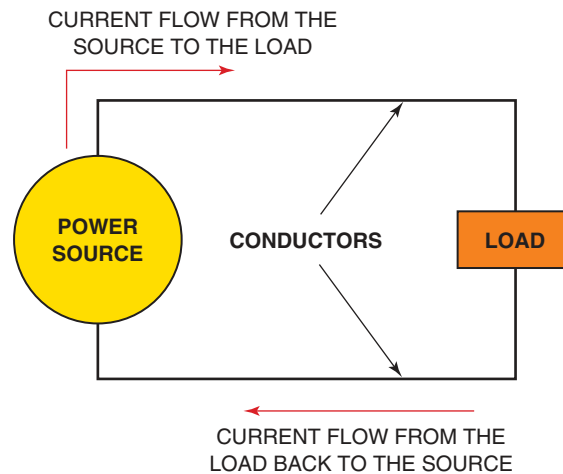 CURRENT FLOW FROM THE
SOURCE TO THE LOAD
POWER
SOURCE
CONDUCTORS
LOAD
CURRENT FLOW FROM THE
LOAD BACK TO THE SOURCE